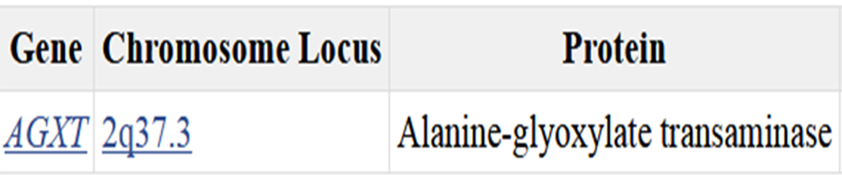 Gene Chromosome Locus Protein
AGXT 2q37.3 Alanine-glyoxylate transaminase